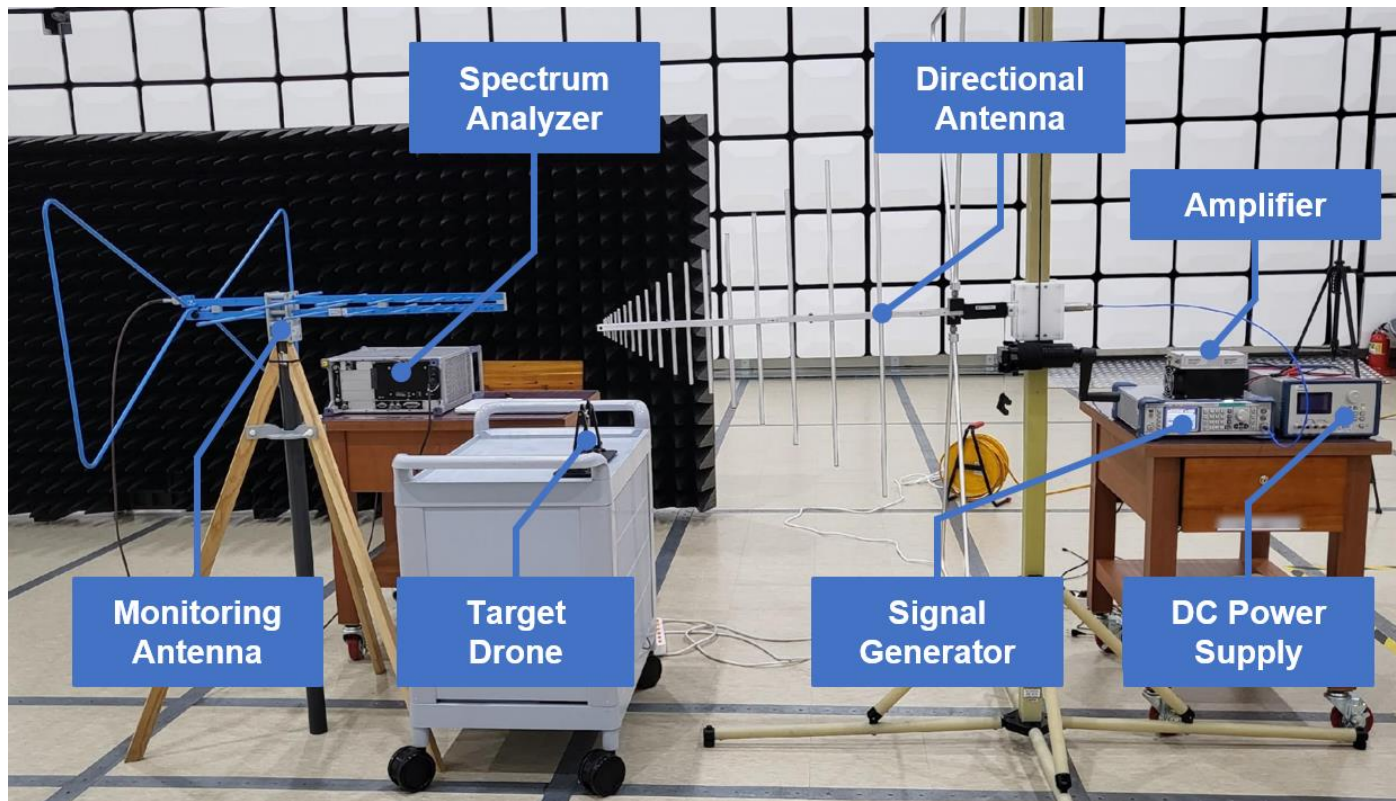 Spectrum
Analyzer
Directional
Antenna
Amplifier
Monitoring
Antenna
Target
Drone
Signal
Generator
DC Power
Supply